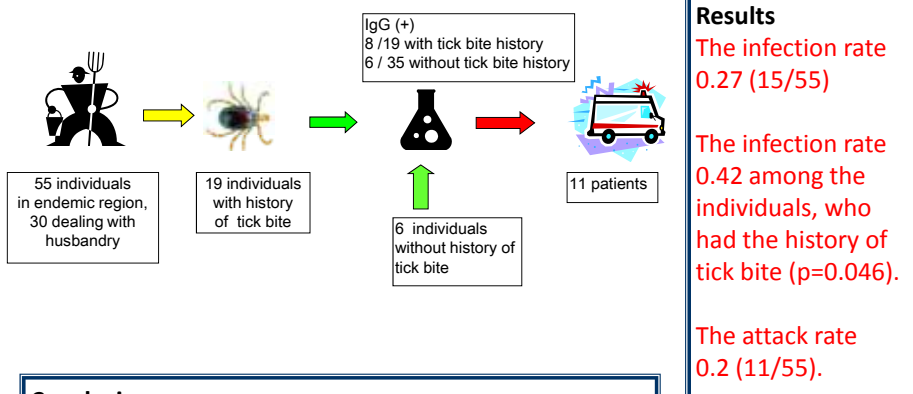 IgG (+)
8 /19 with tick bite history
6 / 35 without tick bite history
55 individuals
in endemic region,
30 dealing with
husbandry
19 individuals
with history
of tick bite
6 individuals
without history of
tick bite
11 patients
Results
The infection rate
0.27 (15/55)
The infection rate
0.42 among the
individuals, who
had the history of
tick bite (p=0.046).
The attack rate
0.2 (11/55).